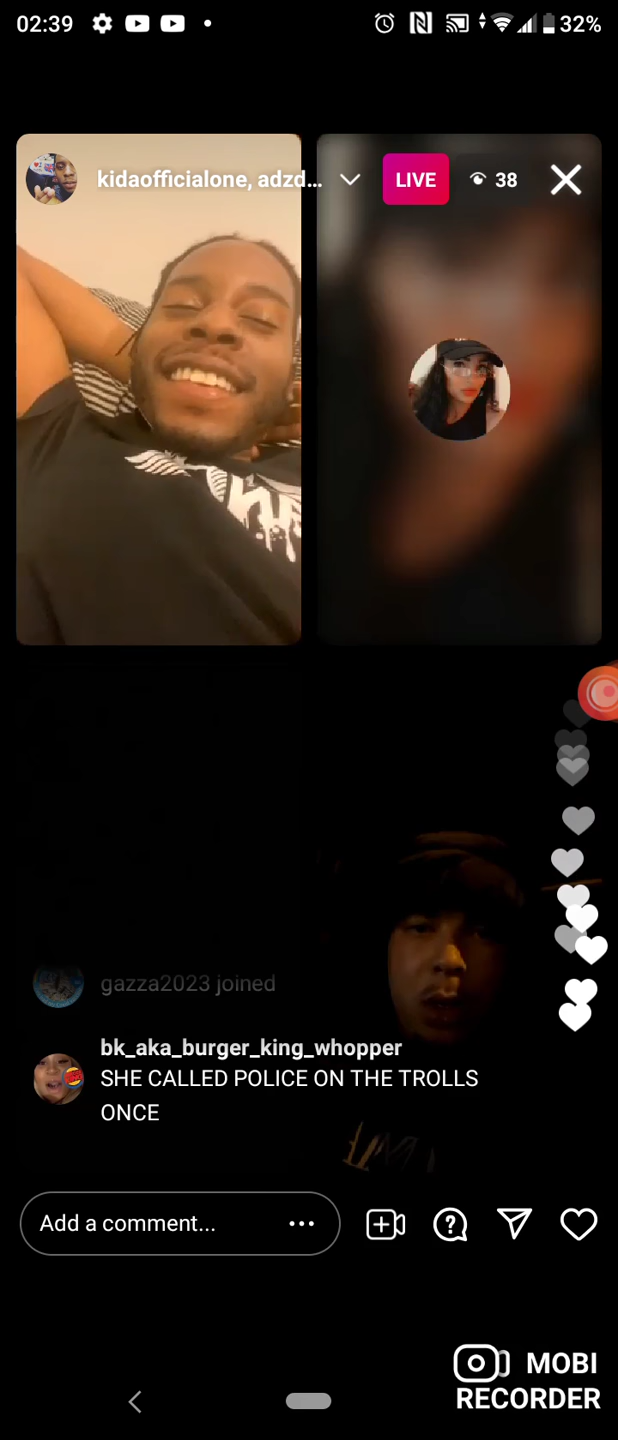 02:39
32%
kidaofficialone, adzd...
LIVE
38
gazza2023 joined
bk_aka_burger_king_whopper
SHE CALLED POLICE ON THE TROLLS
ONCE
Add a comment...
MOBI
RECORDER